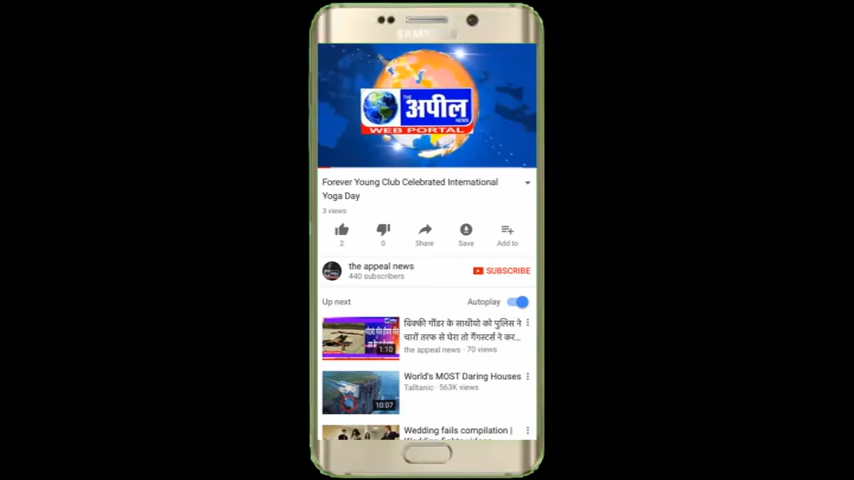 SAMSUNG
THE
अपील
NEWS
WEB PORTAL
Forever Young Club Celebrated International
Yoga Day
3 views
2
0
Share
Save
Add to
the appeal news
440 subscribers
SUBSCRIBE
Up next
Autoplay
विक्की गौंडर के साथीयो को पुलिस ने
चारों तरफ से घेरा तो गैंगस्टर्स ने कर...
the appeal news · 70 views
1:10
World's MOST Daring Houses
Talltanic · 563K views
10:07
Wedding fails compilation |